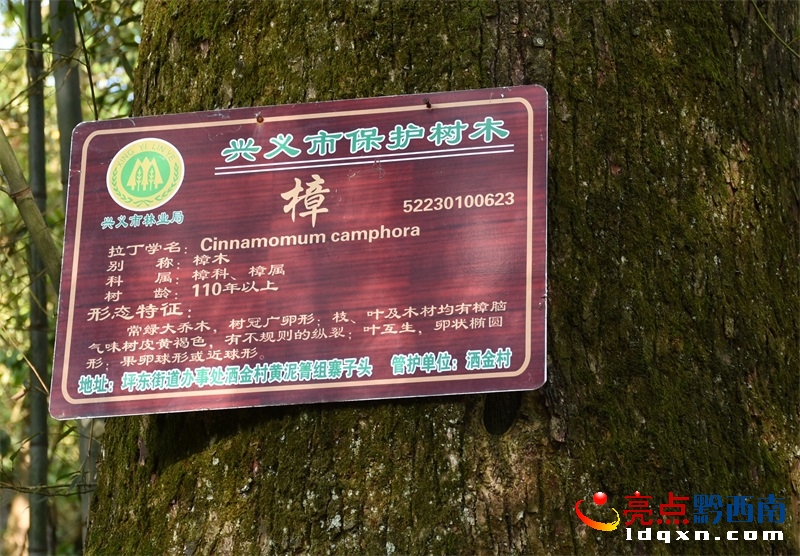 兴义市保护树木
XING YI LIN YE
兴义市林业局
樟
52230100623
拉丁学名：Cinnamomum camphora
别　称：樟木
科　属：樟科、樟属
树　龄：110年以上
形态特征：
常绿大乔木，树冠广卵形；枝、叶及木材均有樟脑
气味树皮黄褐色，有不规则的纵裂；叶互生，卵状椭圆
形；果卵球形或近球形。
地址：坪东街道办事处洒金村黄泥箐组寨子头　管护单位：洒金村
亮点黔西南
ldqxn.com